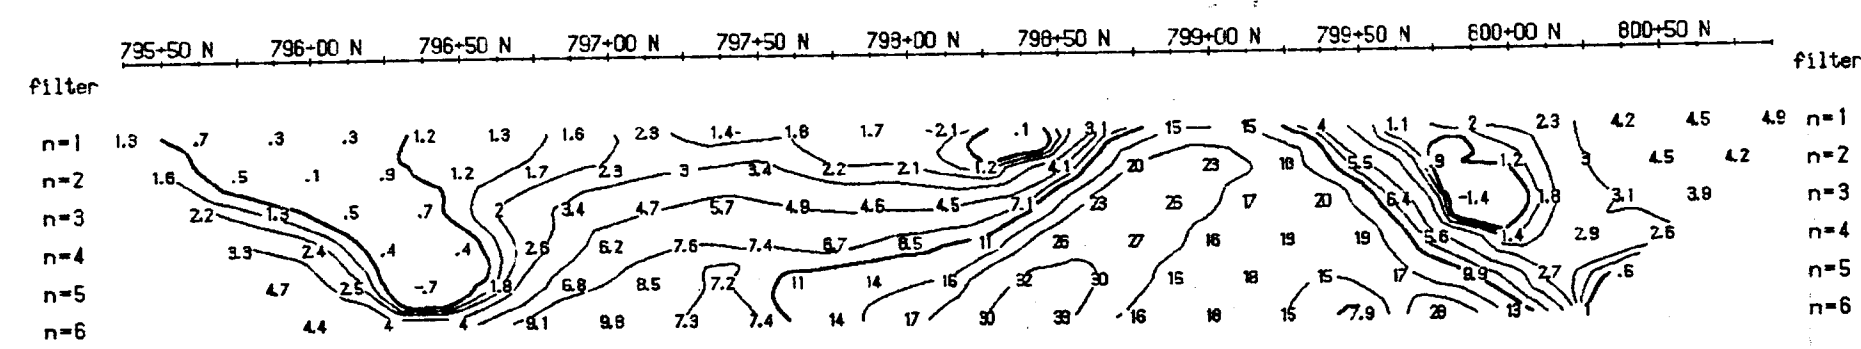 795+50 N 796+00 N 796+50 N 797+00 N 797+50 N 798+00 N 798+50 N 799+00 N 799+50 N 800+00 N 800+50 N
filter filter
n=1 1.3 .7 .3 .3 1.2 1.3 1.6 2.3 1.4 1.8 1.7 -2.1 .1 3.1 15 15 4 1.1 2 2.3 4.2 4.5 4.9 n=1
n=2 1.6 .5 .1 .9 1.2 1.7 2.3 3 3.4 2.2 2.1 1.2 4.1 20 23 18 5.5 .9 1.2 3 4.5 4.2 n=2
n=3 2.2 1.3 .5 .7 2 3.4 4.7 5.7 4.9 4.6 4.5 7.1 23 26 17 20 6.4 -1.4 1.8 3.1 3.9 n=3
n=4 3.3 2.4 .4 .4 2.6 6.2 7.6 7.4 6.7 8.5 11 26 27 16 19 19 5.6 1.4 2.9 2.6 n=4
n=5 4.7 2.5 -.7 1.8 6.8 8.5 7.2 11 14 16 32 30 15 18 15 17 9.9 2.7 .6 n=5
n=6 4.4 4 4 9.1 9.8 7.3 7.4 14 17 30 38 16 18 15 7.9 28 13 n=6